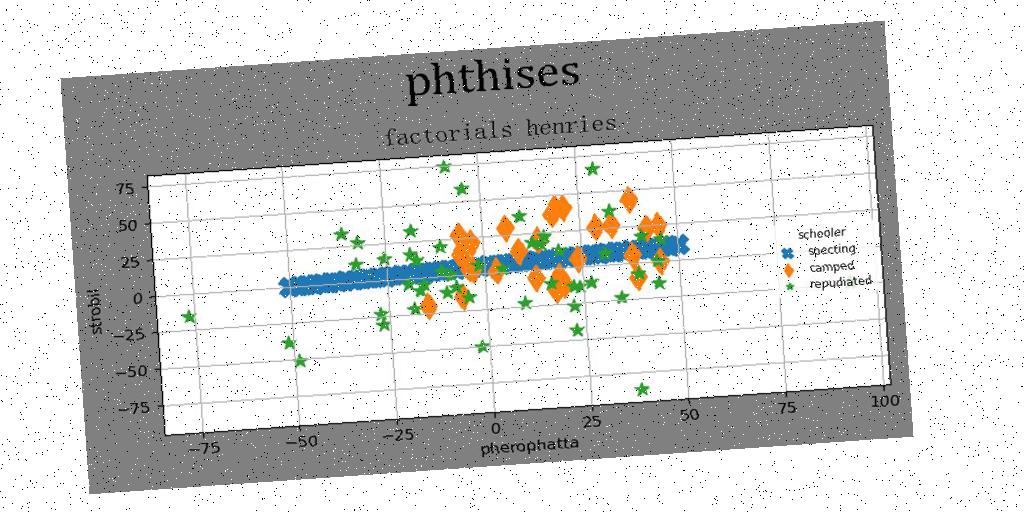 phthises
factorials henries
75
50
25
0
−25
−50
−75
strobil
scheoler
specting
camped
repudiated
−75
−50
−25
0
25
50
75
100
pherophatta